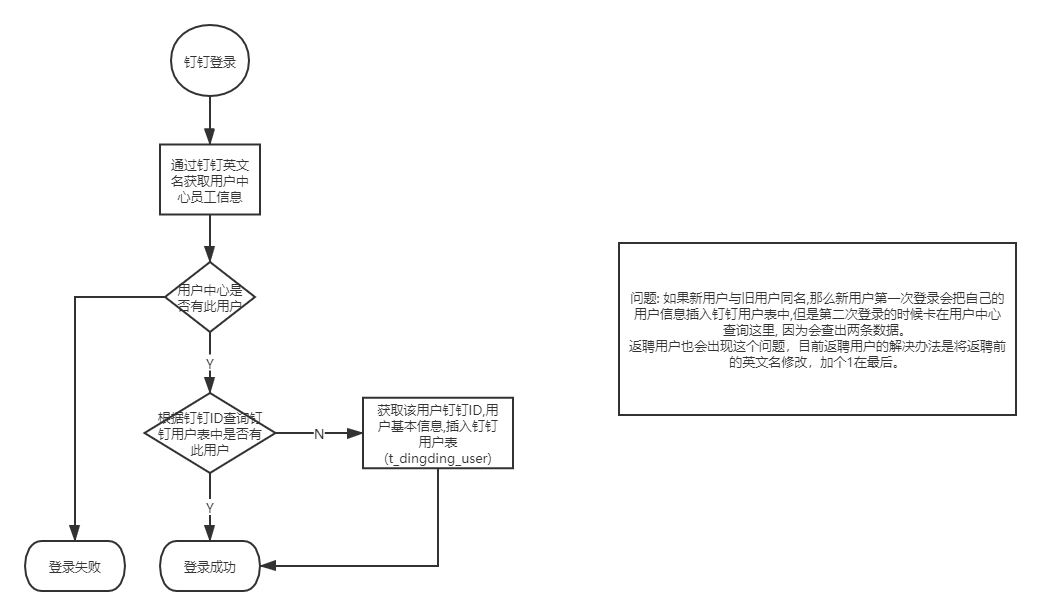 钉钉登录
通过钉钉英文
名获取用户中
心员工信息
用户中心是
否有此用户
Y
根据钉钉ID查询钉
钉用户表中是否有
此用户
N
获取该用户钉钉ID,用
户基本信息,插入钉钉
用户表
（t_dingding_user)
Y
登录失败
登录成功
问题: 如果新用户与旧用户同名,那么新用户第一次登录会把自己的
用户信息插入钉钉用户表中,但是第二次登录的时候卡在用户中心
查询这里, 因为会查出两条数据。
返聘用户也会出现这个问题，目前返聘用户的解决办法是将返聘前
的英文名修改，加个1在最后。